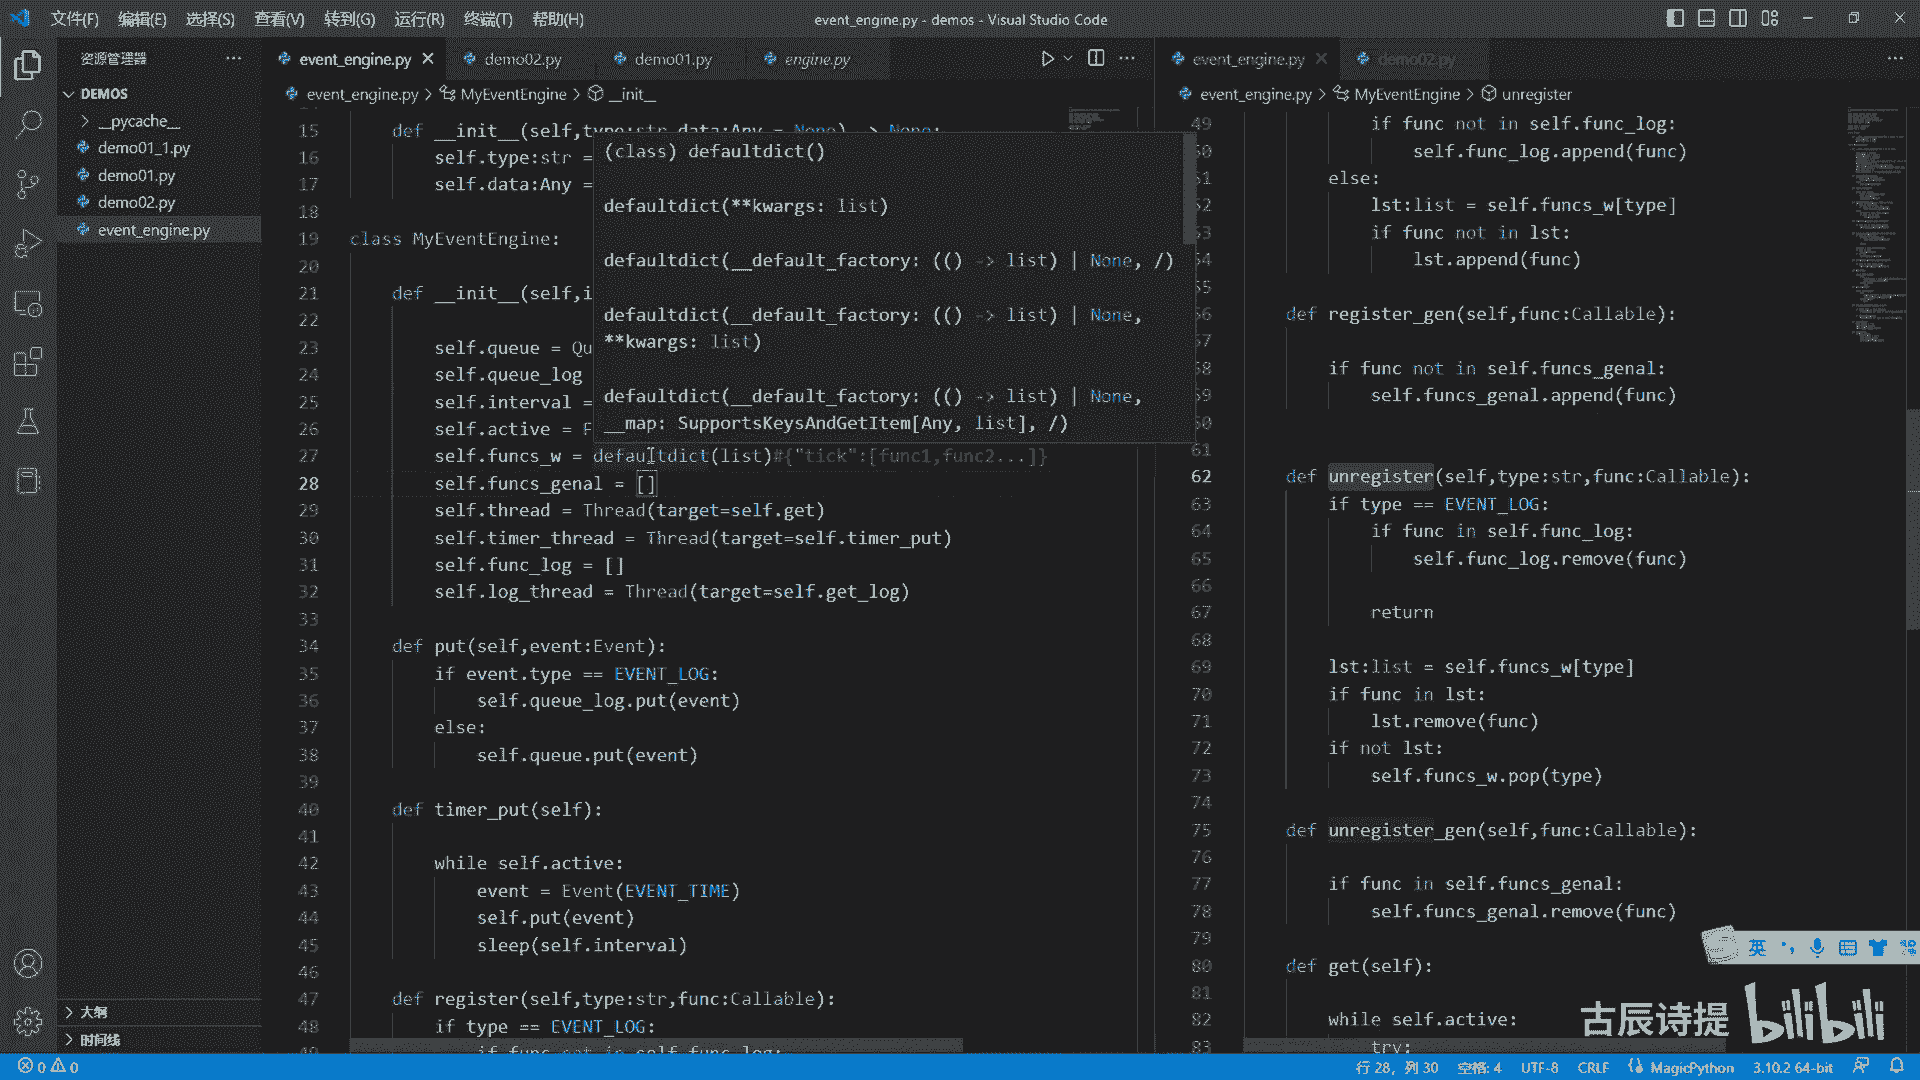 文件(F) 编辑(E) 选择(S) 查看(V) 转到(G) 运行(R) 终端(T) 帮助(H)
event_engine.py - demos - Visual Studio Code
资源管理器
DEMOS
__pycache__
demo01_1.py
demo01.py
demo02.py
event_engine.py
大纲
时间线
event_engine.py demo02.py demo01.py engine.py
event_engine.py > MyEventEngine > __init__
15 def __init__(self,type:str,data:Any = None) -> None:
16 self.type:str =
17 self.data:Any =
18
19 class MyEventEngine:
20
21 def __init__(self,i
22
23 self.queue = Qu
24 self.queue_log
25 self.interval =
26 self.active = F
27 self.funcs_w = defaultdict(list)#{"tick":[func1,func2...]}
28 self.funcs_genal = []
29 self.thread = Thread(target=self.get)
30 self.timer_thread = Thread(target=self.timer_put)
31 self.func_log = []
32 self.log_thread = Thread(target=self.get_log)
33
34 def put(self,event:Event):
35 if event.type == EVENT_LOG:
36 self.queue_log.put(event)
37 else:
38 self.queue.put(event)
39
40 def timer_put(self):
41
42 while self.active:
43 event = Event(EVENT_TIME)
44 self.put(event)
45 sleep(self.interval)
46
47 def register(self,type:str,func:Callable):
48 if type == EVENT_LOG:
49 if func not in self.func_log:
(class) defaultdict()
defaultdict(**kwargs: list)
defaultdict(__default_factory: (() -> list) | None, /)
defaultdict(__default_factory: (() -> list) | None,
**kwargs: list)
defaultdict(__default_factory: (() -> list) | None,
__map: SupportsKeysAndGetItem[Any, list], /)
event_engine.py demo02.py
event_engine.py > MyEventEngine > unregister
49 if func not in self.func_log:
50 self.func_log.append(func)
51 else:
52 lst:list = self.funcs_w[type]
53 if func not in lst:
54 lst.append(func)
55
56 def register_gen(self,func:Callable):
57
58 if func not in self.funcs_genal:
59 self.funcs_genal.append(func)
60
61
62 def unregister(self,type:str,func:Callable):
63 if type == EVENT_LOG:
64 if func in self.func_log:
65 self.func_log.remove(func)
66
67 return
68
69 lst:list = self.funcs_w[type]
70 if func in lst:
71 lst.remove(func)
72 if not lst:
73 self.funcs_w.pop(type)
74
75 def unregister_gen(self,func:Callable):
76
77 if func in self.funcs_genal:
78 self.funcs_genal.remove(func)
79
80 def get(self):
81
82 while self.active:
83 try:
英
古辰诗提 bilibili
0 0
行 28，列 30 空格: 4 UTF-8 CRLF MagicPython 3.10.2 64-bit